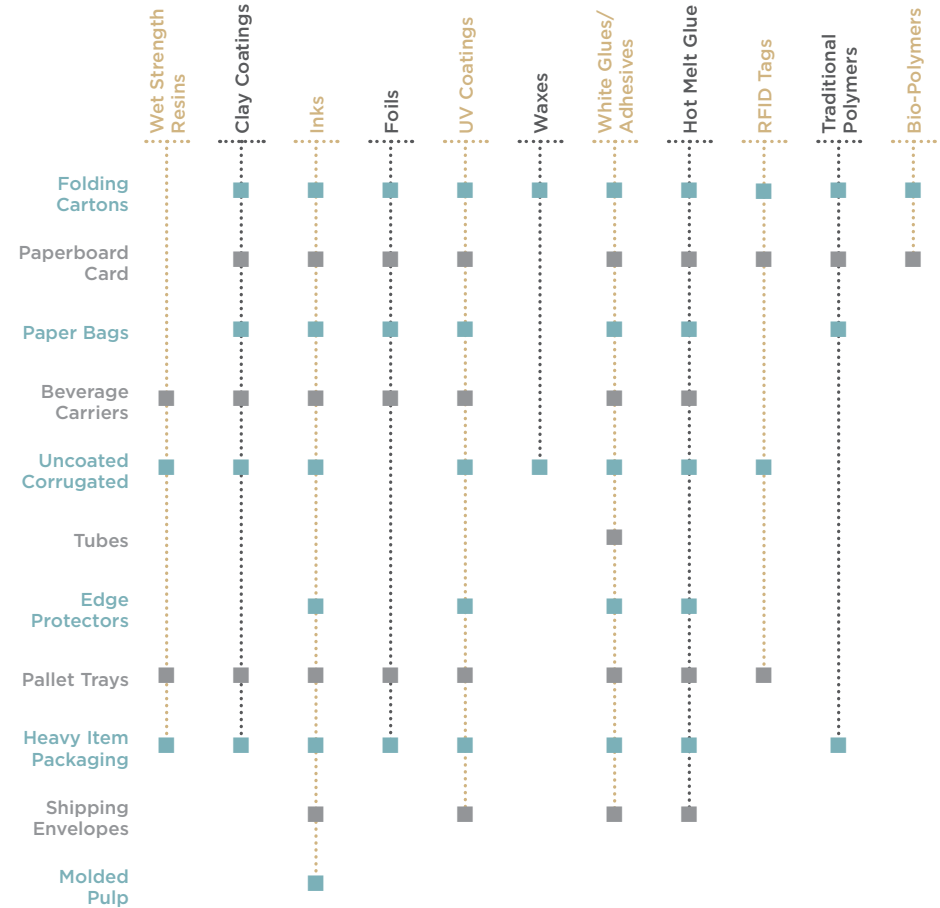 Wet Strength
Resins
Clay Coatings
Inks
Foils
UV Coatings
Waxes
White Glues/
Adhesives
Hot Melt Glue
RFID Tags
Traditional
Polymers
Bio-Polymers
Folding
Cartons
Paperboard
Card
Paper Bags
Beverage
Carriers
Uncoated
Corrugated
Tubes
Edge
Protectors
Pallet Trays
Heavy Item
Packaging
Shipping
Envelopes
Molded
Pulp